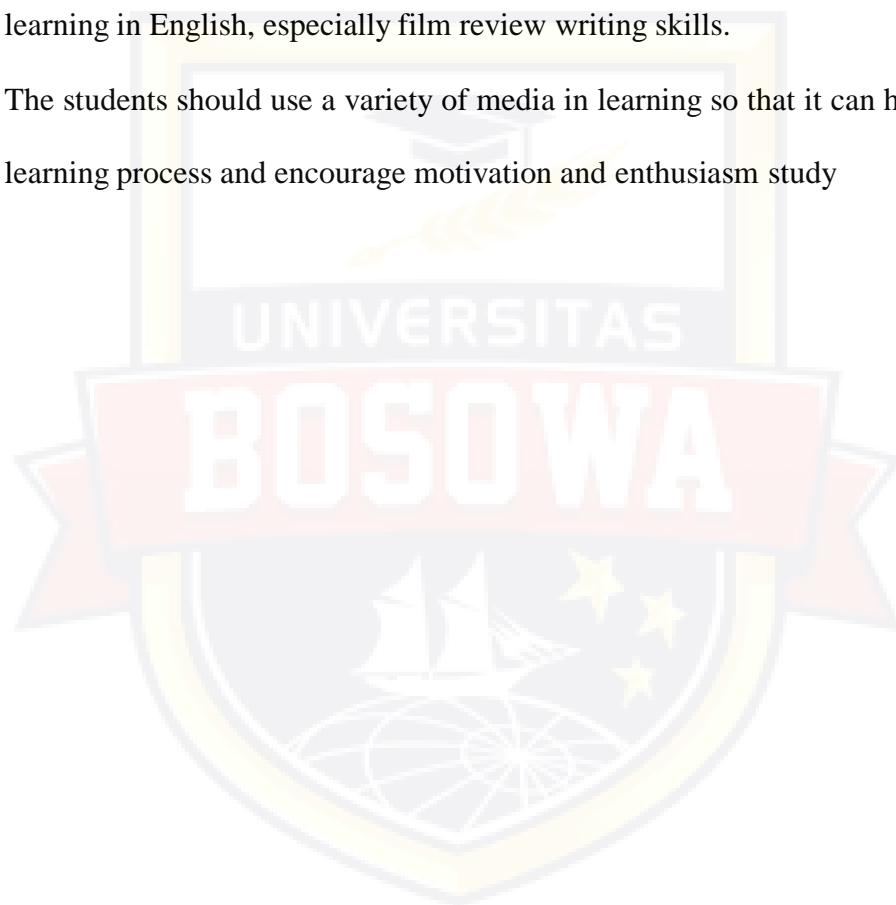 learning in English, especially film review writing skills.
The students should use a variety of media in learning so that it can
learning process and encourage motivation and enthusiasm study
UNIVERSITAS
BOSOWA